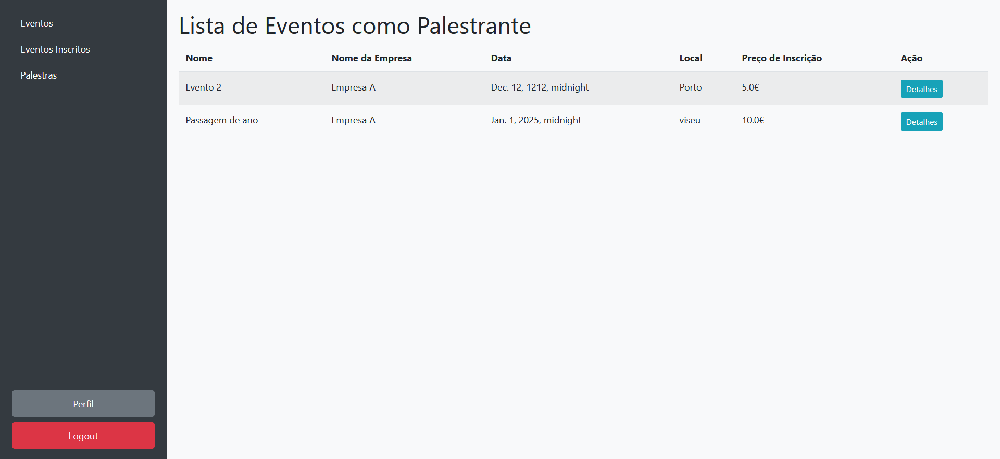 Eventos
Eventos Inscritos
Palestras
Perfil
Logout
Lista de Eventos como Palestrante
Nome Nome da Empresa Data Local Preço de Inscrição Ação
Evento 2 Empresa A Dec. 12, 1212, midnight Porto 5.0€ Detalhes
Passagem de ano Empresa A Jan. 1, 2025, midnight viseu 10.0€ Detalhes